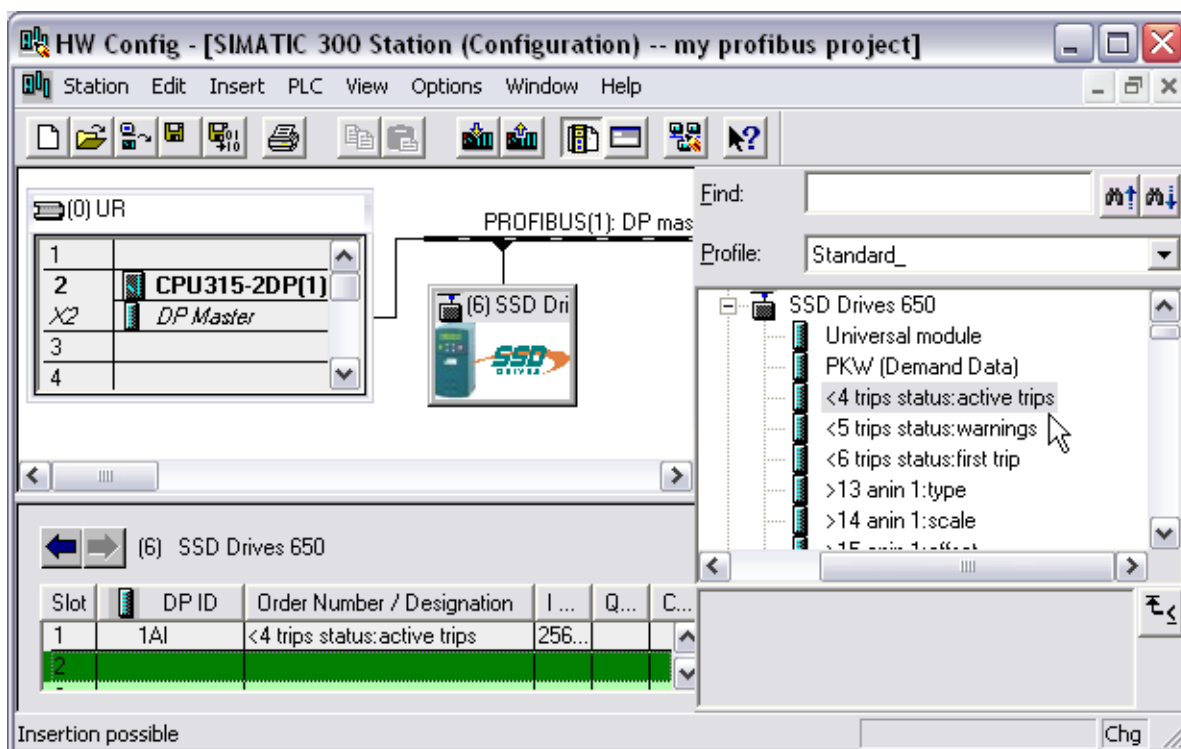 HW Config - [SIMATIC 300 Station (Configuration) -- my profibus project]
Station Edit Insert PLC View Options Window Help
(0) UR
1
2 CPU315-2DP(1)
X2 DP Master
3
4
PROFIBUS(1): DP mas
(6) SSD Dri
SSD
DRIVES
Find:
Profile: Standard_
SSD Drives 650
Universal module
PKW (Demand Data)
<4 trips status:active trips
<5 trips status:warnings
<6 trips status:first trip
>13 anin 1:type
>14 anin 1:scale
(6) SSD Drives 650
Slot DP ID Order Number / Designation I ... Q... C...
1 1AI <4 trips status:active trips 256...
2
Insertion possible
Chg